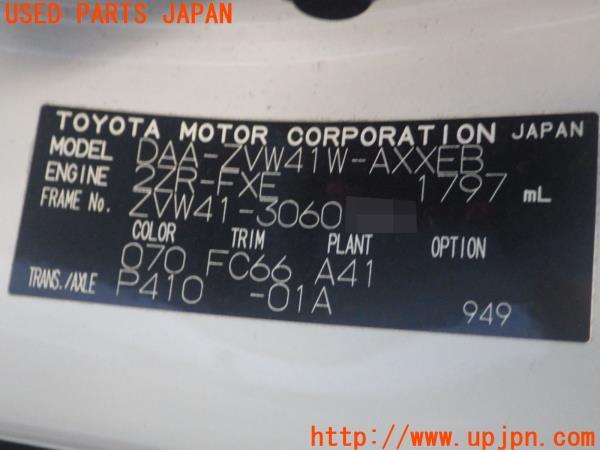 USED PARTS JAPAN
TOYOTA MOTOR CORPORATION JAPAN
MODEL DAA-ZVW41W-AXXEB
ENGINE 2ZR-FXE 1797 mL
FRAME No. ZVW41-3060
COLOR TRIM PLANT OPTION
070 FC66 A41
TRANS./AXLE P410 -01A
949
http://www.upjpn.com/